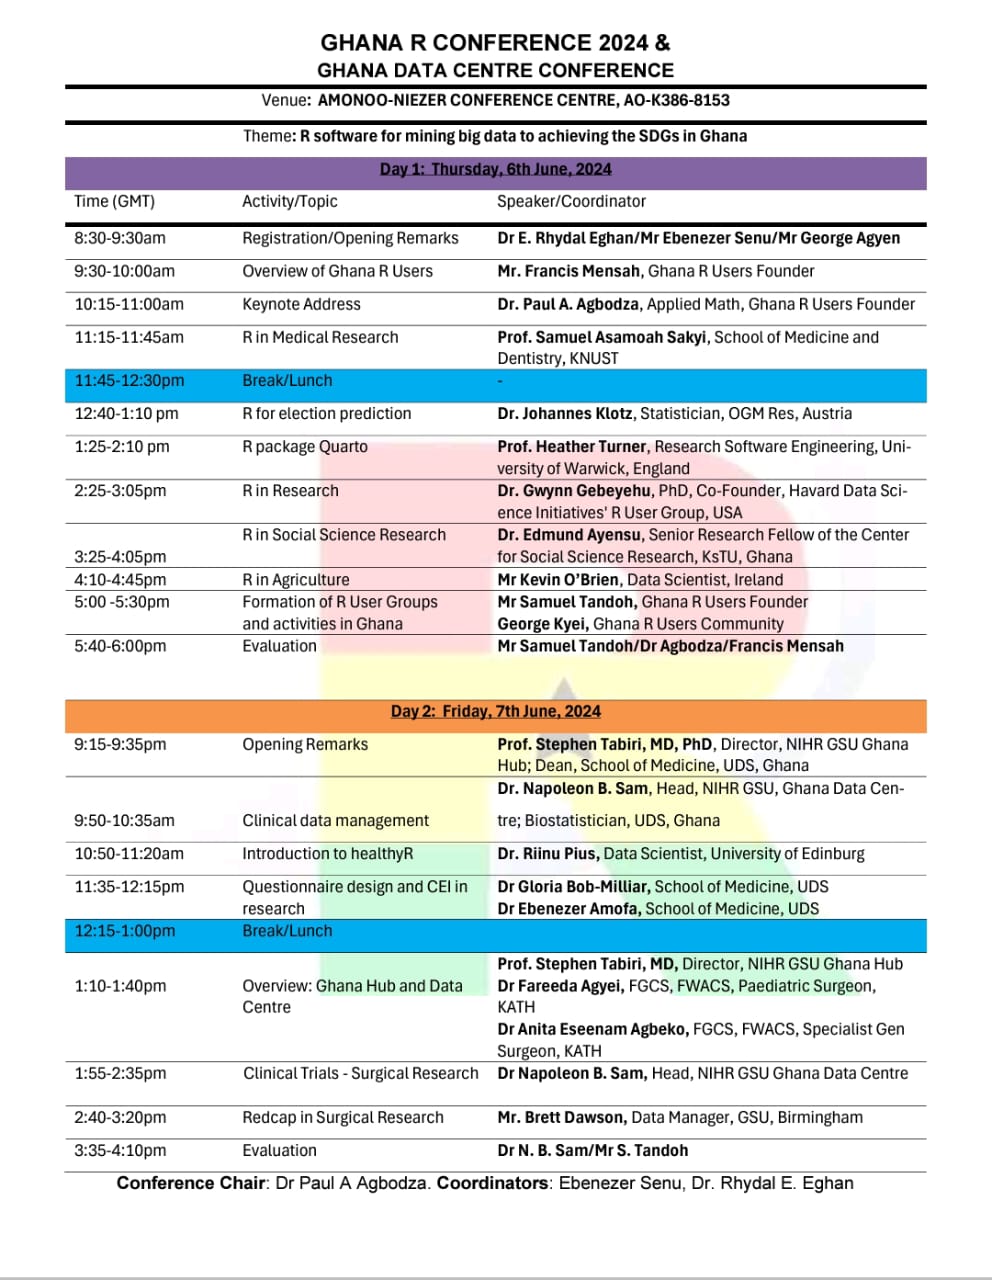 GHANA R CONFERENCE 2024 &
GHANA DATA CENTRE CONFERENCE
Venue: AMONOO-NIEZER CONFERENCE CENTRE, AO-K386-8153
Theme: R software for mining big data to achieving the SDGs in Ghana
Day 1: Thursday, 6th June, 2024
Time (GMT) Activity/Topic Speaker/Coordinator
8:30-9:30am Registration/Opening Remarks Dr E. Rhydal Eghan/Mr Ebenezer Senu/Mr George Agyen
9:30-10:00am Overview of Ghana R Users Mr. Francis Mensah, Ghana R Users Founder
10:15-11:00am Keynote Address Dr. Paul A. Agbodza, Applied Math, Ghana R Users Founder
11:15-11:45am R in Medical Research Prof. Samuel Asamoah Sakyi, School of Medicine and
Dentistry, KNUST
11:45-12:30pm Break/Lunch -
12:40-1:10 pm R for election prediction Dr. Johannes Klotz, Statistician, OGM Res, Austria
1:25-2:10 pm R package Quarto Prof. Heather Turner, Research Software Engineering, Uni-
versity of Warwick, England
2:25-3:05pm R in Research Dr. Gwynn Gebeyehu, PhD, Co-Founder, Havard Data Sci-
ence Initiatives' R User Group, USA
R in Social Science Research Dr. Edmund Ayensu, Senior Research Fellow of the Center
3:25-4:05pm for Social Science Research, KsTU, Ghana
4:10-4:45pm R in Agriculture Mr Kevin O’Brien, Data Scientist, Ireland
5:00 -5:30pm Formation of R User Groups Mr Samuel Tandoh, Ghana R Users Founder
and activities in Ghana George Kyei, Ghana R Users Community
5:40-6:00pm Evaluation Mr Samuel Tandoh/Dr Agbodza/Francis Mensah
Day 2: Friday, 7th June, 2024
9:15-9:35pm Opening Remarks Prof. Stephen Tabiri, MD, PhD, Director, NIHR GSU Ghana
Hub; Dean, School of Medicine, UDS, Ghana
Dr. Napoleon B. Sam, Head, NIHR GSU, Ghana Data Cen-
9:50-10:35am Clinical data management tre; Biostatistician, UDS, Ghana
10:50-11:20am Introduction to healthyR Dr. Riinu Pius, Data Scientist, University of Edinburg
11:35-12:15pm Questionnaire design and CEI in Dr Gloria Bob-Milliar, School of Medicine, UDS
research Dr Ebenezer Amofa, School of Medicine, UDS
12:15-1:00pm Break/Lunch
Prof. Stephen Tabiri, MD, Director, NIHR GSU Ghana Hub
1:10-1:40pm Overview: Ghana Hub and Data Dr Fareeda Agyei, FGCS, FWACS, Paediatric Surgeon,
Centre KATH
Dr Anita Eseenam Agbeko, FGCS, FWACS, Specialist Gen
Surgeon, KATH
1:55-2:35pm Clinical Trials - Surgical Research Dr Napoleon B. Sam, Head, NIHR GSU Ghana Data Centre
2:40-3:20pm Redcap in Surgical Research Mr. Brett Dawson, Data Manager, GSU, Birmingham
3:35-4:10pm Evaluation Dr N. B. Sam/Mr S. Tandoh
Conference Chair: Dr Paul A Agbodza. Coordinators: Ebenezer Senu, Dr. Rhydal E. Eghan